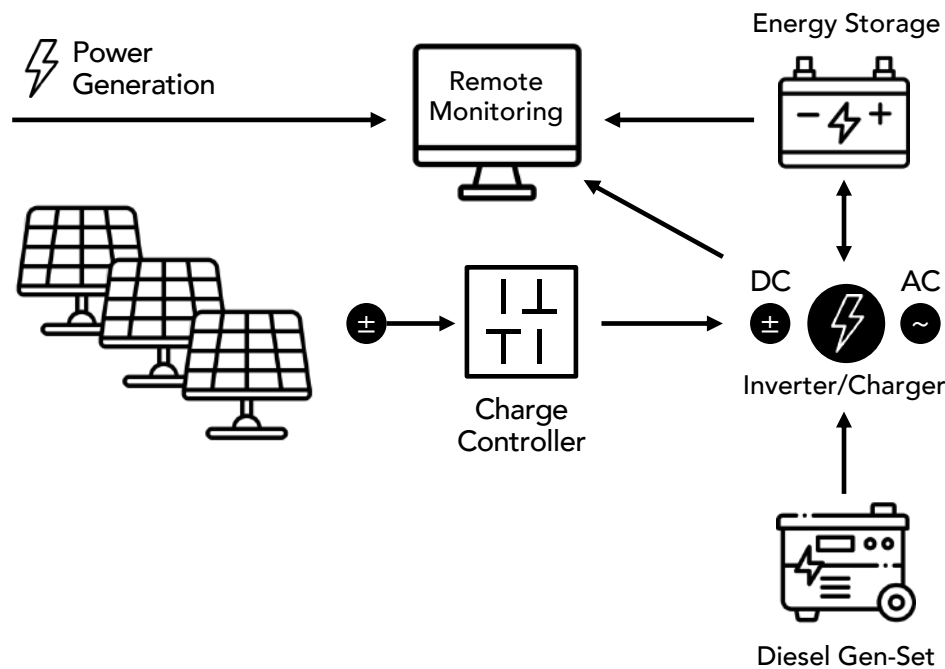 Power
Generation
Remote
Monitoring
Energy Storage
− +
±
DC
±
AC
~
Inverter/Charger
Charge
Controller
Diesel Gen-Set